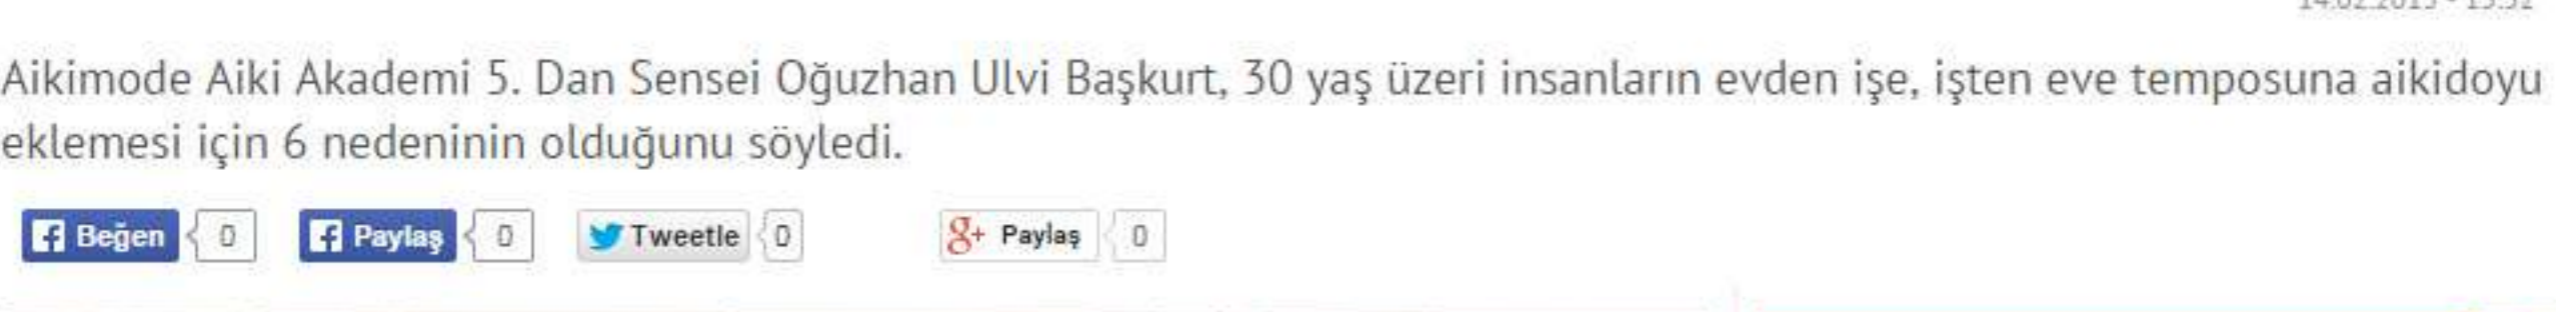 Aikimode Aiki Akademi 5. Dan Sensei Oğuzhan Ulvi Başkurt, 30 yaş üzeri insanların evden işe, işten eve temposuna aikidoyu
eklemesi için 6 nedeninin olduğunu söyledi.
Beğen 0 Paylaş 0 Tweetle 0 g+ Paylaş 0